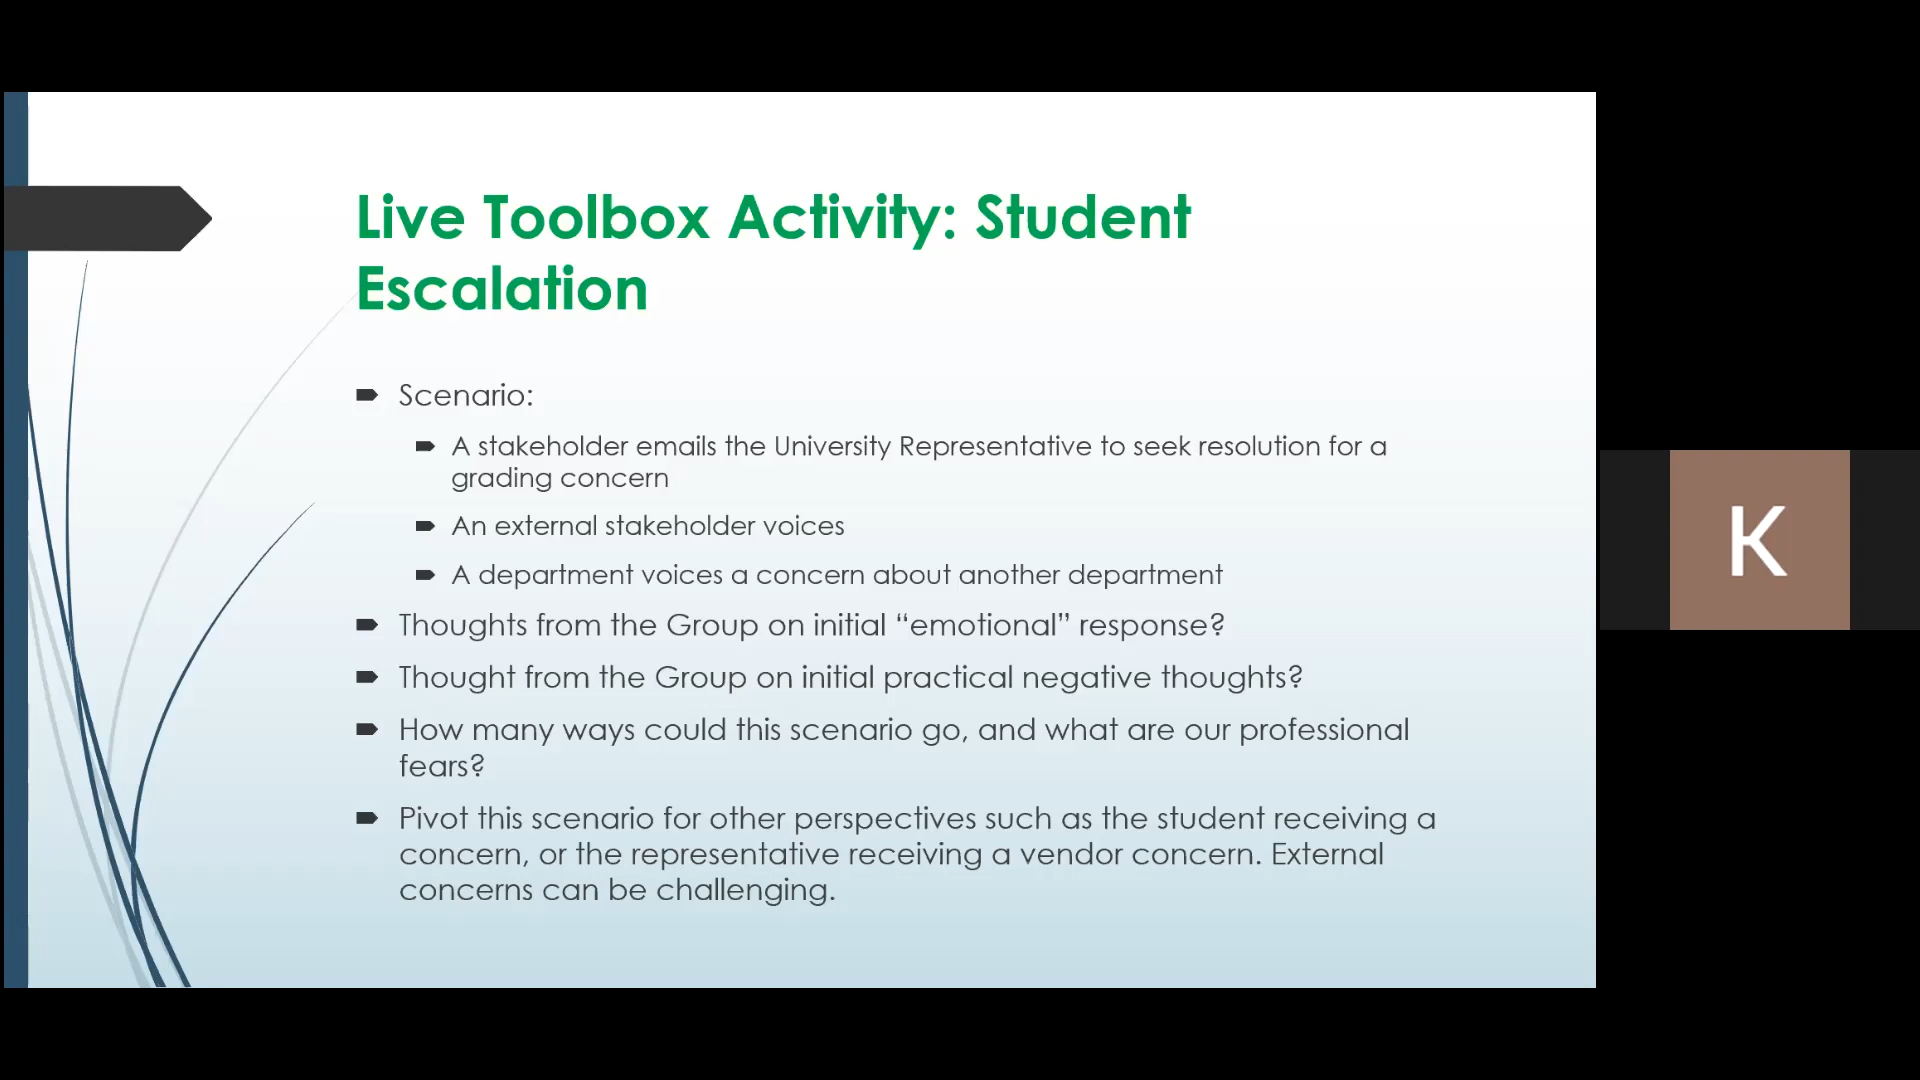 Live Toolbox Activity: Student
Escalation
Scenario:
A stakeholder emails the University Representative to seek resolution for a
grading concern
An external stakeholder voices
A department voices a concern about another department
Thoughts from the Group on initial “emotional” response?
Thought from the Group on initial practical negative thoughts?
How many ways could this scenario go, and what are our professional
fears?
Pivot this scenario for other perspectives such as the student receiving a
concern, or the representative receiving a vendor concern. External
concerns can be challenging.
K